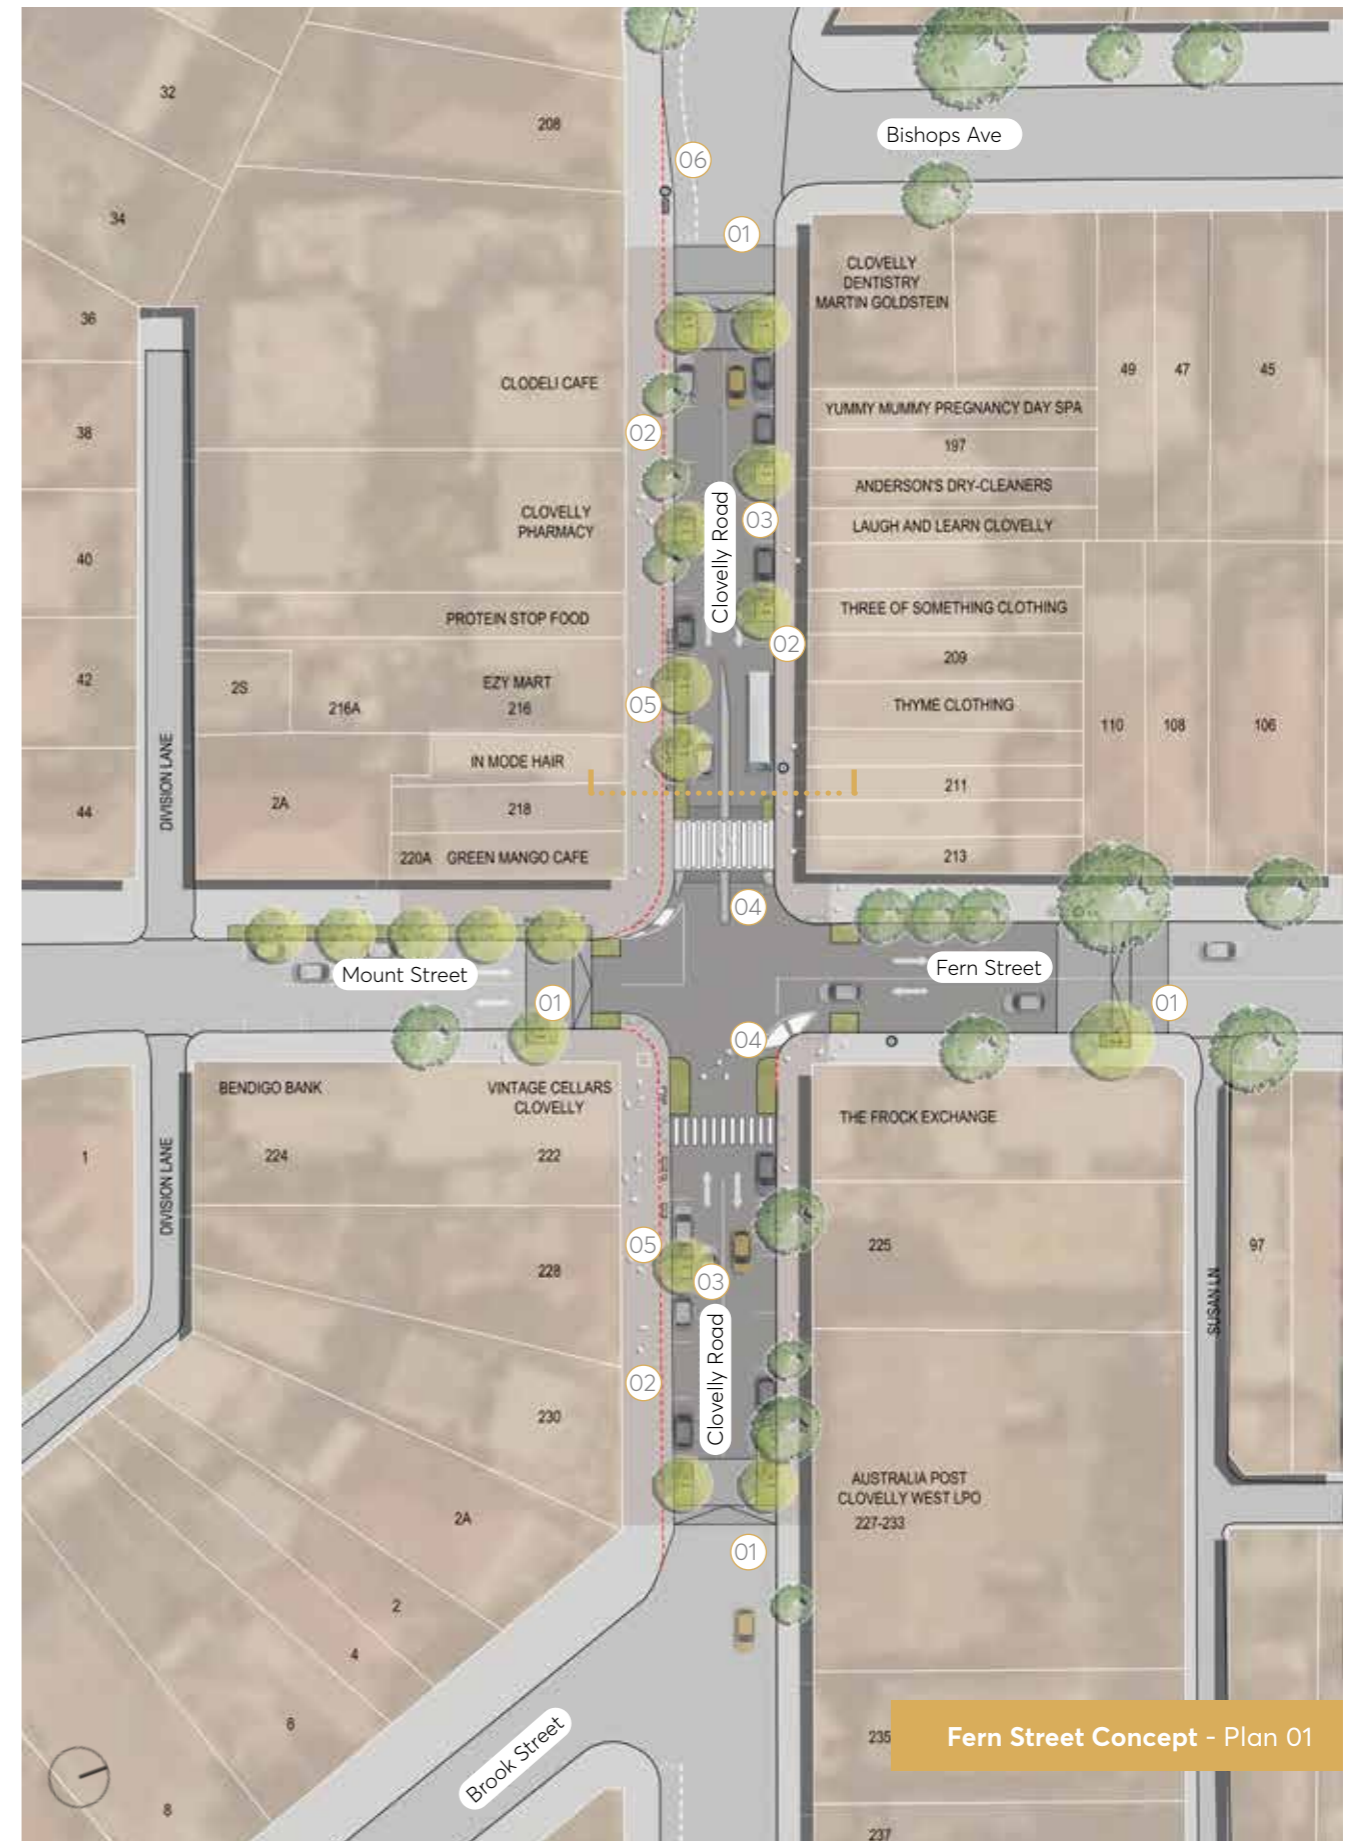 32
208
Bishops Ave
06
34
01
CLOVELLY
DENTISTRY
MARTIN GOLDSTEIN
36
CLODELI CAFE
49
47
45
YUMMY MUMMY PREGNANCY DAY SPA
38
02
197
ANDERSON'S DRY-CLEANERS
CLOVELLY
PHARMACY
Clovelly Road
03
LAUGH AND LEARN CLOVELLY
40
PROTEIN STOP FOOD
THREE OF SOMETHING CLOTHING
02
209
42
2S
216A
EZY MART
216
05
THYME CLOTHING
110
108
106
DIVISION LANE
IN MODE HAIR
211
44
2A
218
220A
GREEN MANGO CAFE
213
04
Mount Street
Fern Street
01
01
04
BENDIGO BANK
VINTAGE CELLARS
CLOVELLY
THE FROCK EXCHANGE
1
224
222
DIVISION LANE
05
225
97
228
03
SUSAN LN
Clovelly Road
02
230
2A
AUSTRALIA POST
CLOVELLY WEST LPO
227-233
01
2
4
6
8
Brook Street
235
Fern Street Concept - Plan 01
237